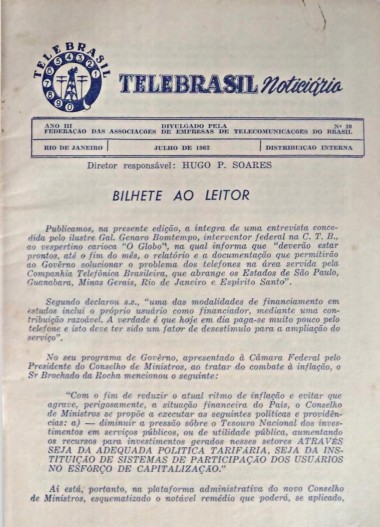 TELEBRASIL
TELEBRASIL Noticiário
ANO III DIVULGADO PELA Nº 20
FEDERAÇÃO DAS ASSOCIAÇÕES DE EMPRESAS DE TELECOMUNICAÇÕES DO BRASIL
RIO DE JANEIRO JULHO DE 1962 DISTRIBUIÇÃO INTERNA
Diretor responsável: HUGO P. SOARES
BILHETE AO LEITOR
Publicamos, na presente edição, a íntegra de uma entrevista conce-
dida pelo ilustre Gal. Genaro Bomtempo, interventor federal na C. T. B.,
ao vespertino carioca "O Globo", na qual informa que "deverão estar
prontos, até o fim do mês, o relatório e a documentação que permitirão
ao Govêrno solucionar o problema dos telefones na área servida pela
Companhia Telefônica Brasileira, que abrange os Estados de São Paulo,
Guanabara, Minas Gerais, Rio de Janeiro e Espírito Santo".
Segundo declarou s.s., "uma das modalidades de financiamento em
estudos inclui o próprio usuário como financiador, mediante uma con-
tribuição razoável. A verdade é que hoje em dia paga-se muito pouco pelo
telefone e isto deve ter sido um fator de desestímulo para a ampliação do
serviço".
No seu programa de Govêrno, apresentado à Câmara Federal pelo
Presidente do Conselho de Ministros, ao tratar do combate à inflação, o
Sr Brochado da Rocha mencionou o seguinte:
"Com o fim de reduzir o atual ritmo de inflação e evitar que
agrave, perigosamente, a situação financeira do País, o Conselho
de Ministros se propõe a executar as seguintes políticas e providên-
cias: a) — diminuir a pressão sôbre o Tesouro Nacional dos inves-
timentos em serviços públicos, ou de utilidade pública, aumentando
os recursos para investimentos gerados nesses setores ATRAVÉS
SEJA DA ADEQUADA POLÍTICA TARIFÁRIA, SEJA DA INS-
TITUIÇÃO DE SISTEMAS DE PARTICIPAÇÃO DOS USUÁRIOS
NO ESFÔRÇO DE CAPITALIZAÇÃO."
Aí está, portanto, na plataforma administrativa do novo Conselho
de Ministros, esquematizado o notável remédio que poderá, se aplicado,